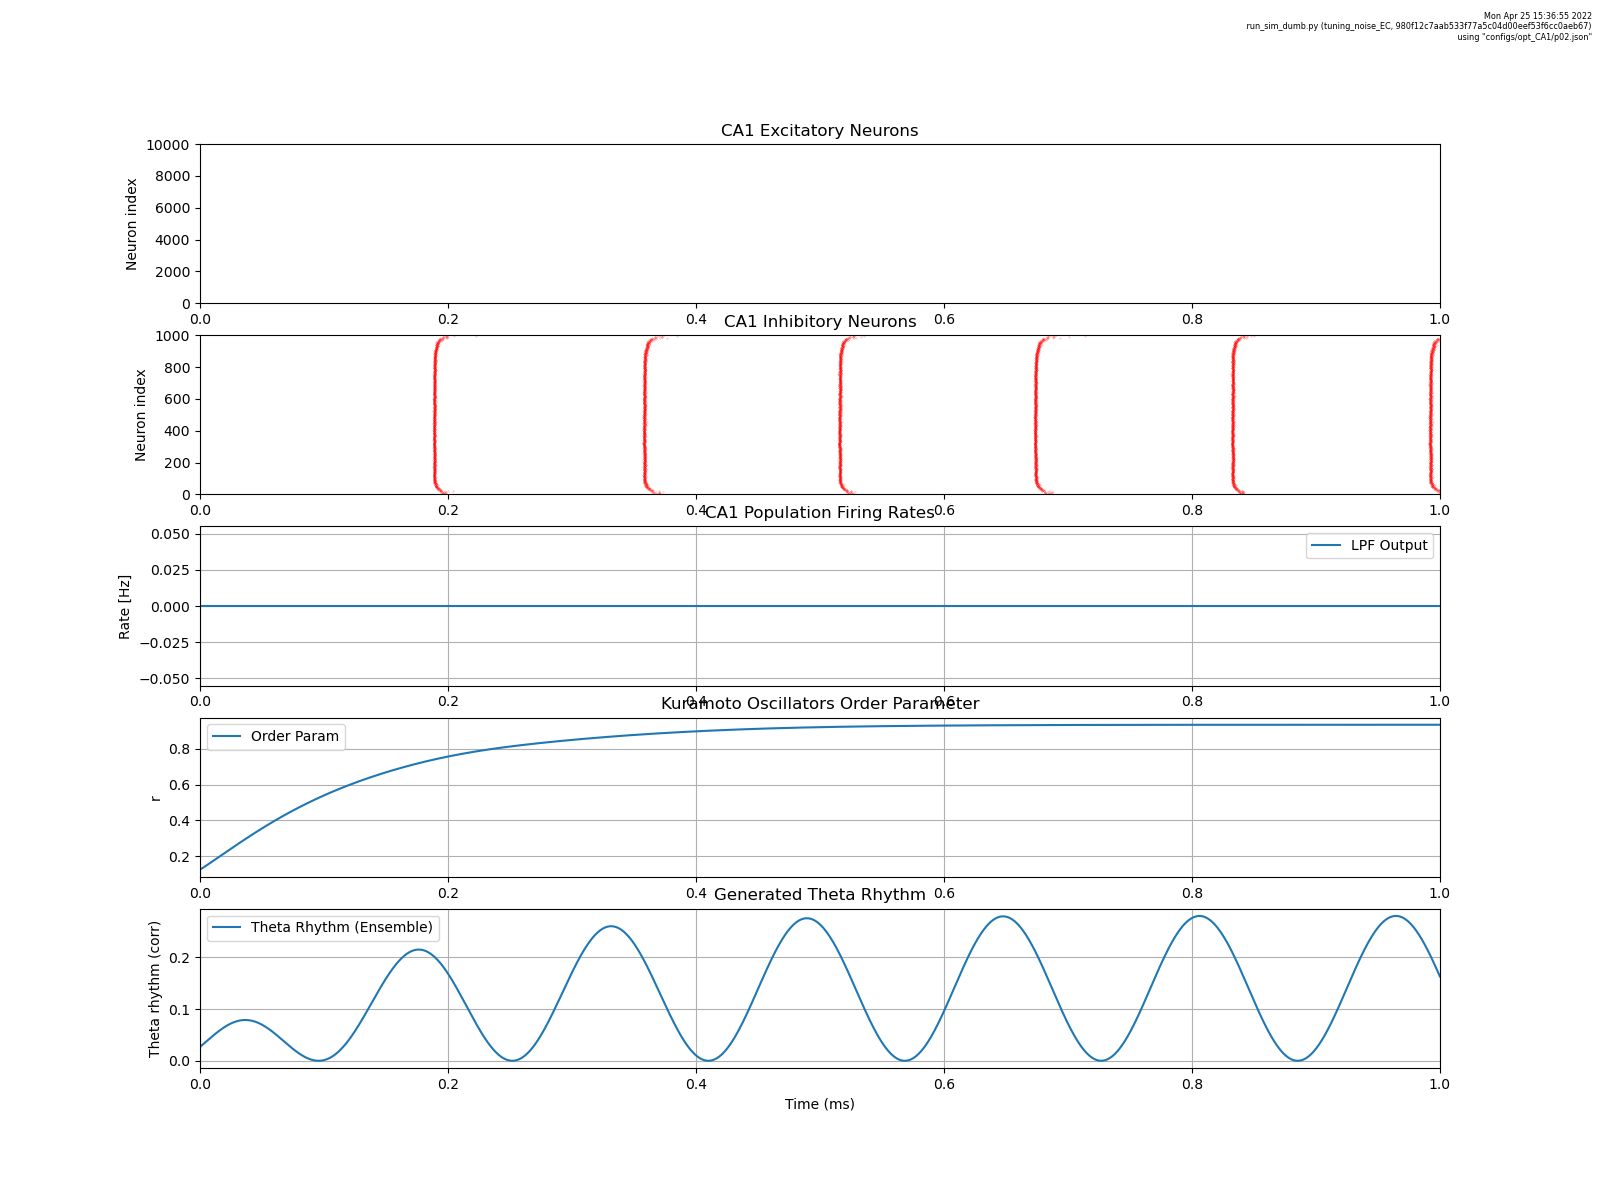 Mon Apr 25 15:36:55 2022
run_sim_dumb.py (tuning_noise_EC, 980f12c7aab533f77a5c04d00eef53f6cc0aeb67)
using "configs/opt_CA1/p02.json"
CA1 Excitatory Neurons
Neuron index
10000
8000
6000
4000
2000
0
0.0 0.2 0.4 0.6 0.8 1.0
CA1 Inhibitory Neurons
Neuron index
1000
800
600
400
200
0
0.0 0.2 0.4 0.6 0.8 1.0
CA1 Population Firing Rates
Rate [Hz]
0.050
0.025
0.000
−0.025
−0.050
LPF Output
0.0 0.2 0.4 0.6 0.8 1.0
Kuramoto Oscillators Order Parameter
r
0.8
0.6
0.4
0.2
Order Param
0.0 0.2 0.4 0.6 0.8 1.0
Generated Theta Rhythm
Theta rhythm (corr)
0.2
0.1
0.0
Theta Rhythm (Ensemble)
0.0 0.2 0.4 0.6 0.8 1.0
Time (ms)